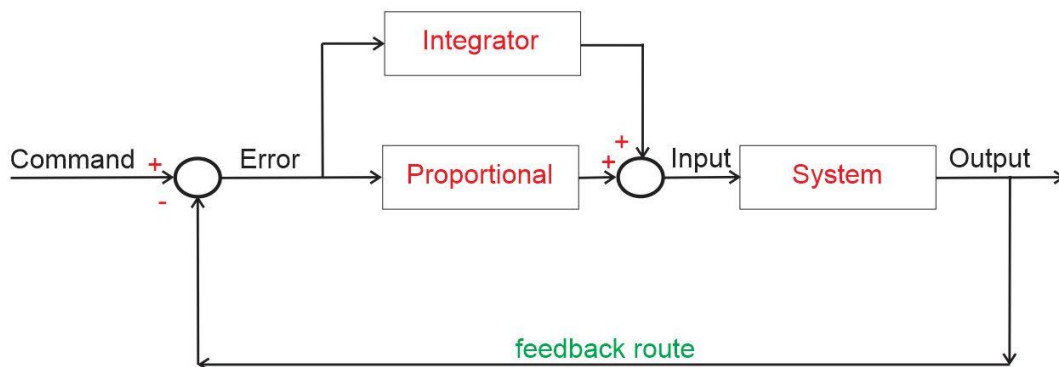 Integrator
+
Command + Error Proportional + Input System Output
-
feedback route